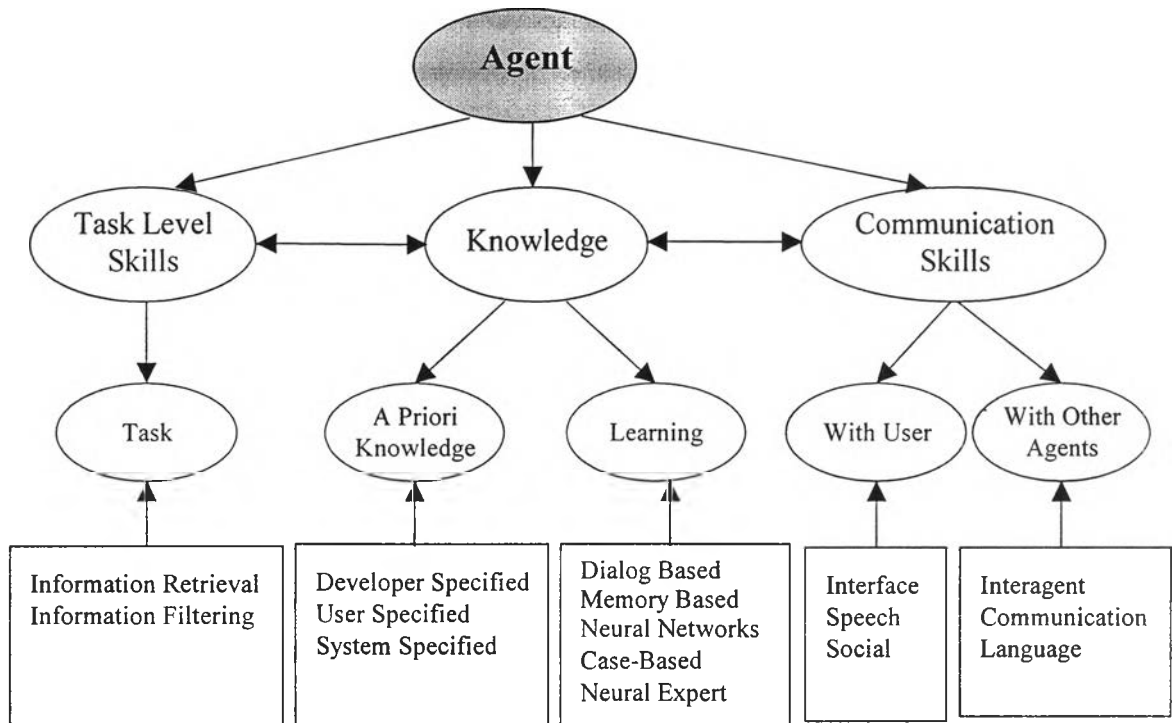 Agent
Task Level
Skills
Knowledge
Communication
Skills
Task
A Priori
Knowledge
Learning
With User
With Other
Agents
Information Retrieval
Information Filtering
Developer Specified
User Specified
System Specified
Dialog Based
Memory Based
Neural Networks
Case-Based
Neural Expert
Interface
Speech
Social
Interagent
Communication
Language